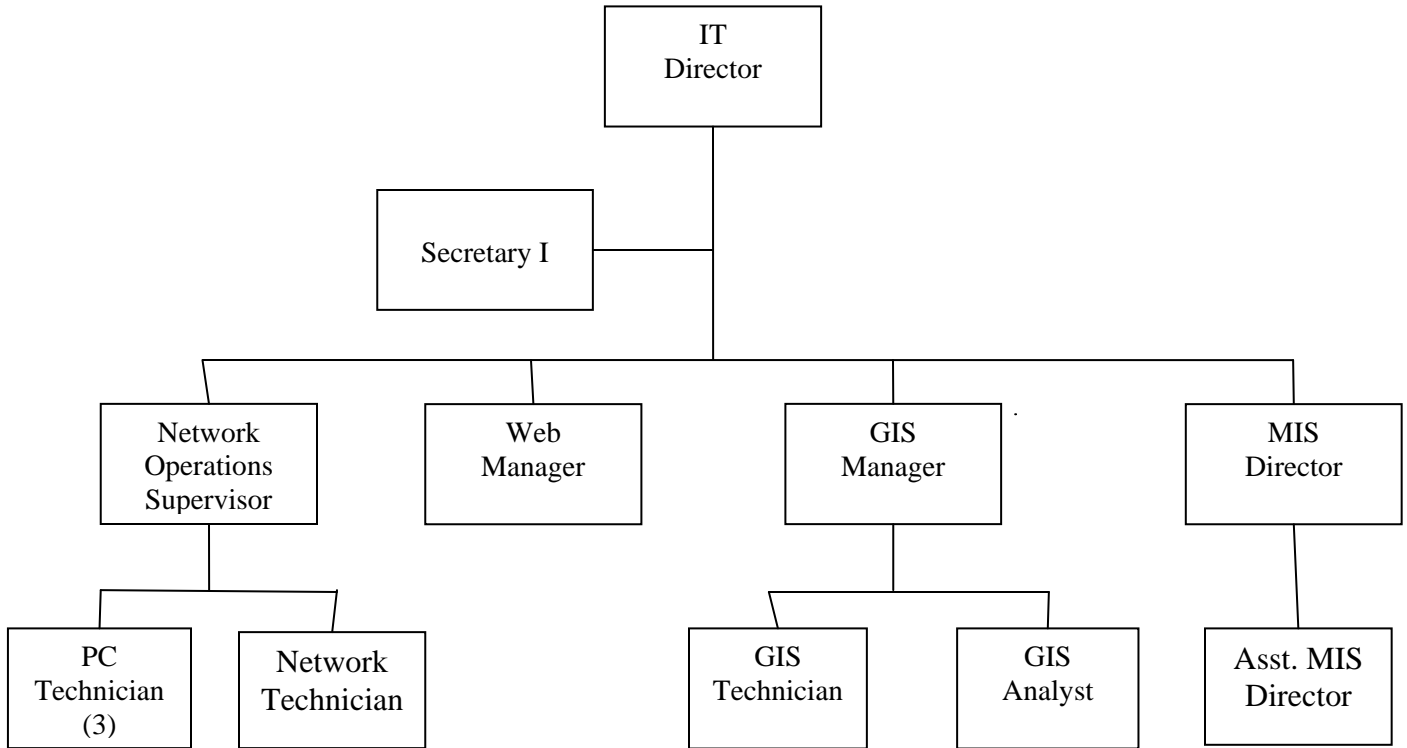 IT
Director
Secretary I
Network
Operations
Supervisor
Web
Manager
GIS
Manager
.
MIS
Director
PC
Technician
(3)
Network
Technician
GIS
Technician
GIS
Analyst
Asst. MIS
Director